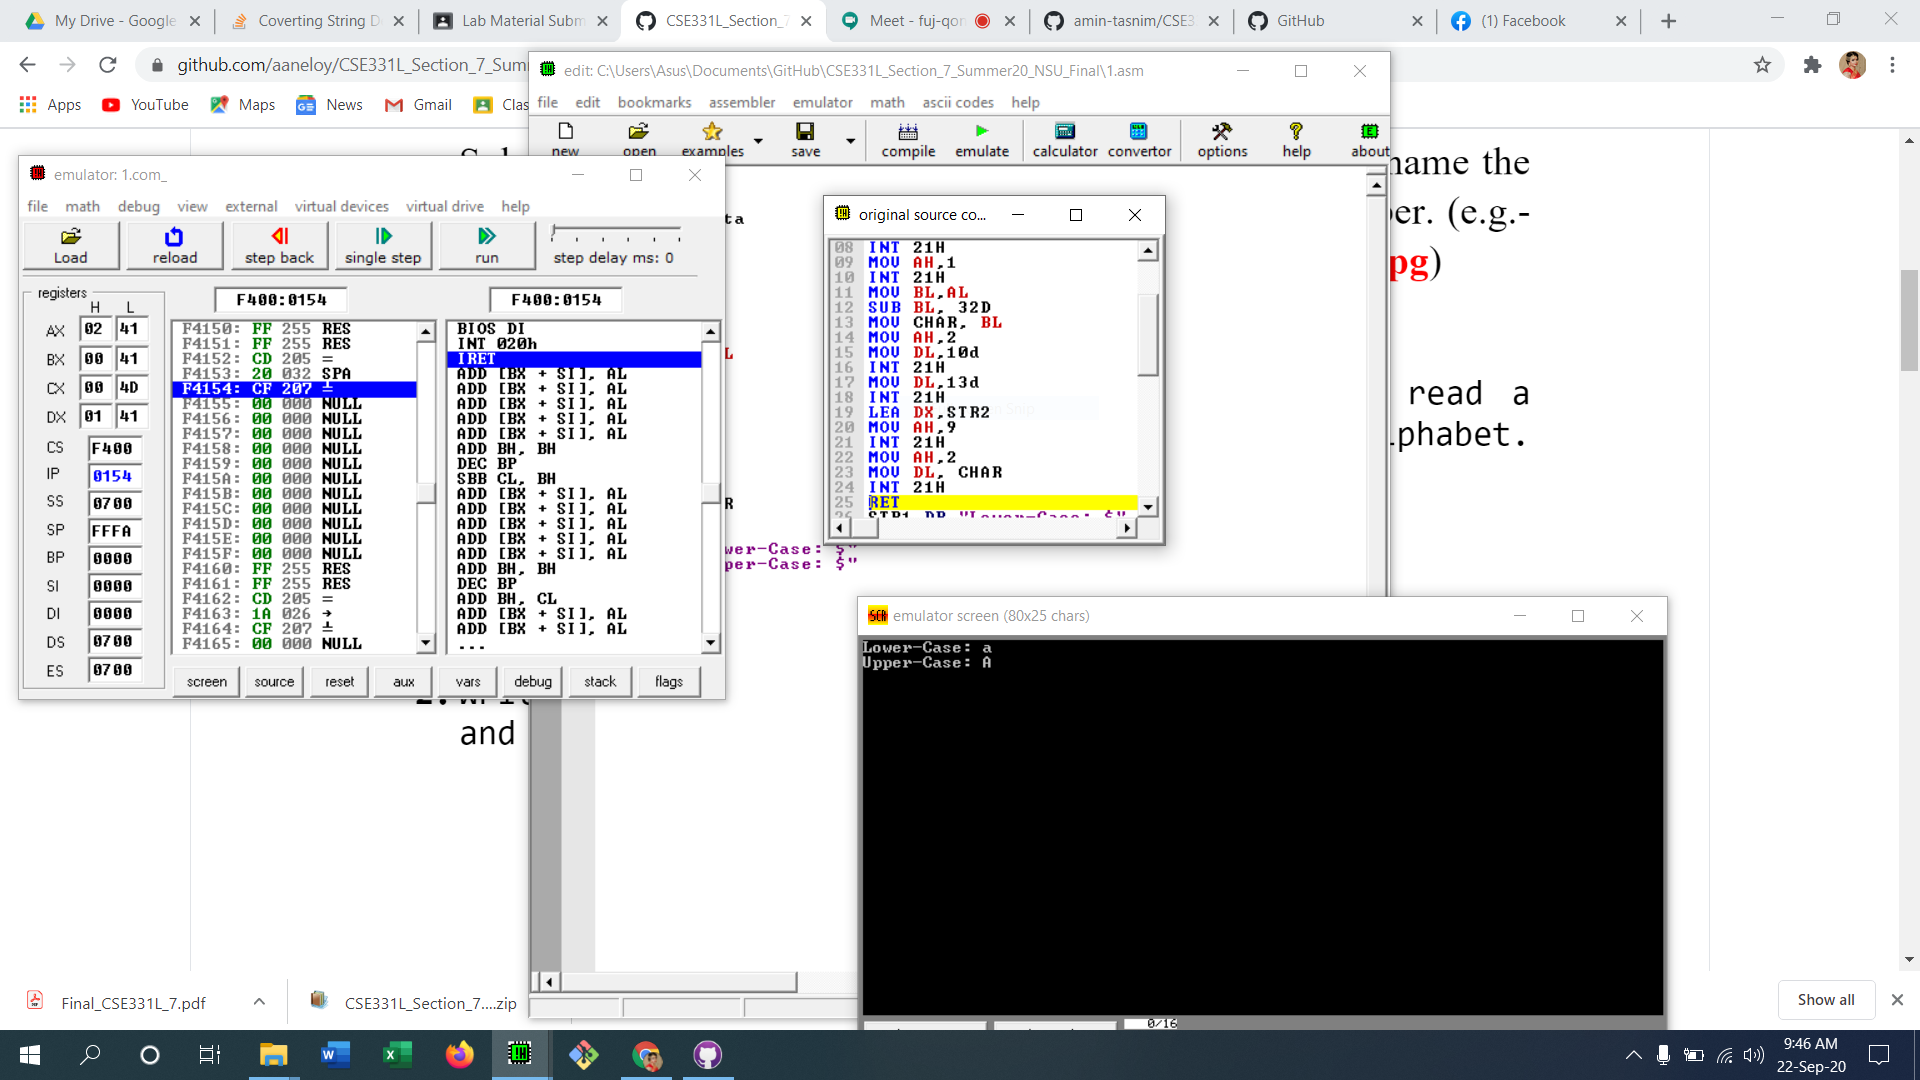 My Drive - Google
Coverting String D
Lab Material Subm
CSE331L_Section_7
Meet - fuj-qor
amin-tasnim/CSE3
GitHub
(1) Facebook
github.com/aaneloy/CSE331L_Section_7_Sum
Apps
YouTube
Maps
News
Gmail
edit: C:\Users\Asus\Documents\GitHub\CSE331L_Section_7_Summer20_NSU_Final\1.asm
file edit bookmarks assembler emulator math ascii codes help
new open examples save compile emulate calculator convertor options help about
name the
er. (e.g.-
pg)
read a
phabet.
and
emulator: 1.com_
file math debug view external virtual devices virtual drive help
Load reload step back single step run step delay ms: 0
registers
H L
F400:0154
F400:0154
AX 02 41
BX 00 41
CX 00 4D
DX 01 41
CS F400
IP 0154
SS 0700
SP FFFA
BP 0000
SI 0000
DI 0000
DS 0700
ES 0700
F4150: FF 255 RES
F4151: FF 255 RES
F4152: CD 205 =
F4153: 20 032 SPA
F4154: CF 207 ╧
F4155: 00 000 NULL
F4156: 00 000 NULL
F4157: 00 000 NULL
F4158: 00 000 NULL
F4159: 00 000 NULL
F415A: 00 000 NULL
F415B: 00 000 NULL
F415C: 00 000 NULL
F415D: 00 000 NULL
F415E: 00 000 NULL
F415F: 00 000 NULL
F4160: FF 255 RES
F4161: FF 255 RES
F4162: CD 205 =
F4163: 1A 026 →
F4164: CF 207 ╧
F4165: 00 000 NULL
BIOS DI
INT 020h
IRET
ADD [BX + SI], AL
ADD [BX + SI], AL
ADD [BX + SI], AL
ADD [BX + SI], AL
ADD [BX + SI], AL
ADD BH, BH
DEC BP
SBB CL, BH
ADD [BX + SI], AL
ADD [BX + SI], AL
ADD [BX + SI], AL
ADD [BX + SI], AL
ADD [BX + SI], AL
ADD BH, BH
DEC BP
ADD BH, CL
ADD [BX + SI], AL
ADD [BX + SI], AL
...
screen source reset aux vars debug stack flags
ta
L
R
wer-Case: $"
per-Case: $"
original source co...
08 INT 21H
09 MOV AH,1
10 INT 21H
11 MOV BL,AL
12 SUB BL, 32D
13 MOV CHAR, BL
14 MOV AH,2
15 MOV DL,10d
16 INT 21H
17 MOV DL,13d
18 INT 21H
19 LEA DX,STR2
20 MOV AH,9
21 INT 21H
22 MOV AH,2
23 MOV DL, CHAR
24 INT 21H
25 RET
26 STR1 DB "Lower-Case: $"
emulator screen (80x25 chars)
Lower-Case: a
Upper-Case: A
0/16
Final_CSE331L_7.pdf
CSE331L_Section_7....zip
Show all
9:46 AM
22-Sep-20